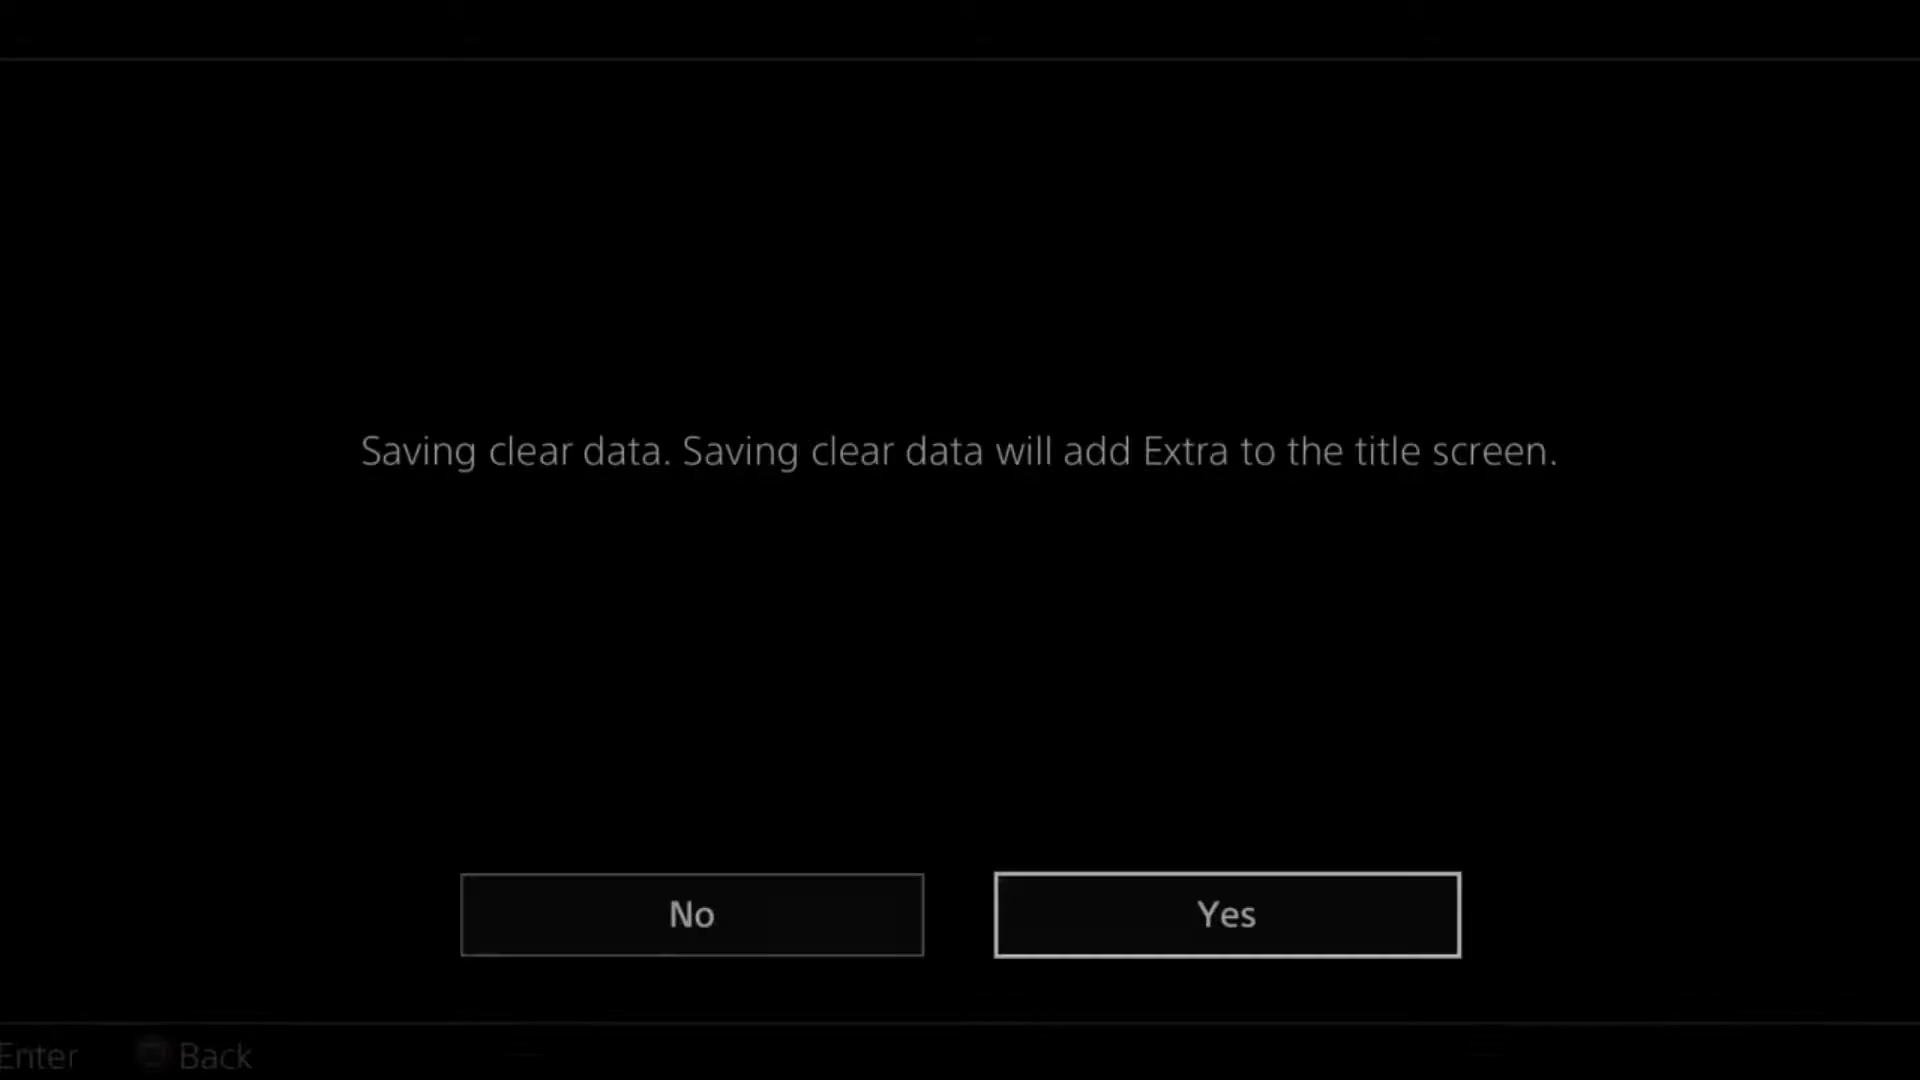 Saving clear data. Saving clear data will add Extra to the title screen.
No
Yes
Enter
Back